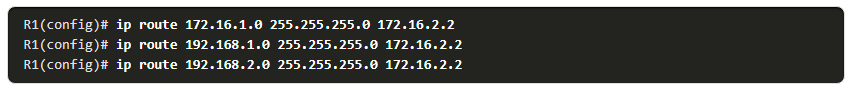 R1(config)# ip route 172.16.1.0 255.255.255.0 172.16.2.2
R1(config)# ip route 192.168.1.0 255.255.255.0 172.16.2.2
R1(config)# ip route 192.168.2.0 255.255.255.0 172.16.2.2